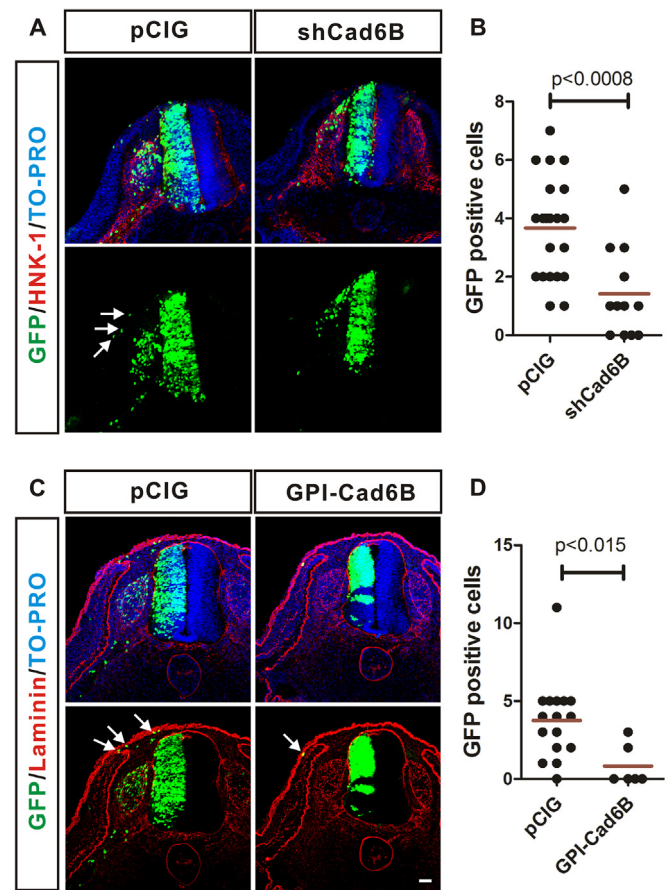 A
pCIG
shCad6B
GFP/HNK-1/TO-PRO
B
p<0.0008
GFP positive cells
8
6
4
2
0
pCIG
shCad6B
C
pCIG
GPI-Cad6B
GFP/Laminin/TO-PRO
D
p<0.015
GFP positive cells
15
10
5
0
pCIG
GPI-Cad6B